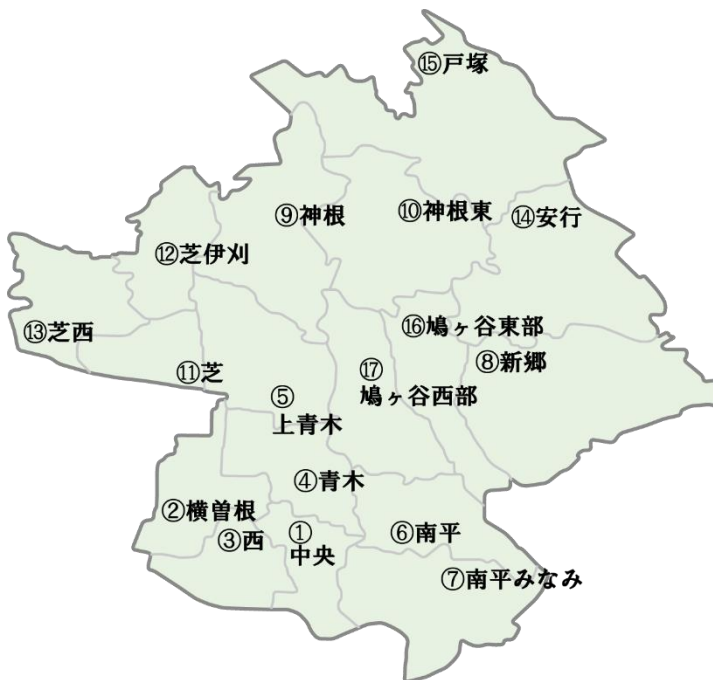 ⑮戸塚
⑨神根
⑩神根東
⑭安行
⑫芝伊刈
⑬芝西
⑯鳩ヶ谷東部
⑧新郷
⑪芝
⑰
鳩ヶ谷西部
⑤
上青木
④青木
②横曽根
③西
①
中央
⑥南平
⑦南平みなみ